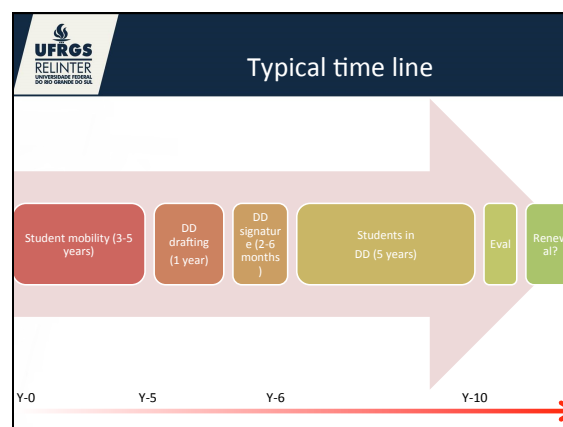 UFRGS
RELINTER
UNIVERSIDADE FEDERAL
DO RIO GRANDE DO SUL
Typical time line
Student mobility (3-5
years)
DD
drafting
(1 year)
DD
signatur
e (2-6
months
)
Students in
DD (5 years)
Eval
Renew
al?
Y-0
Y-5
Y-6
Y-10